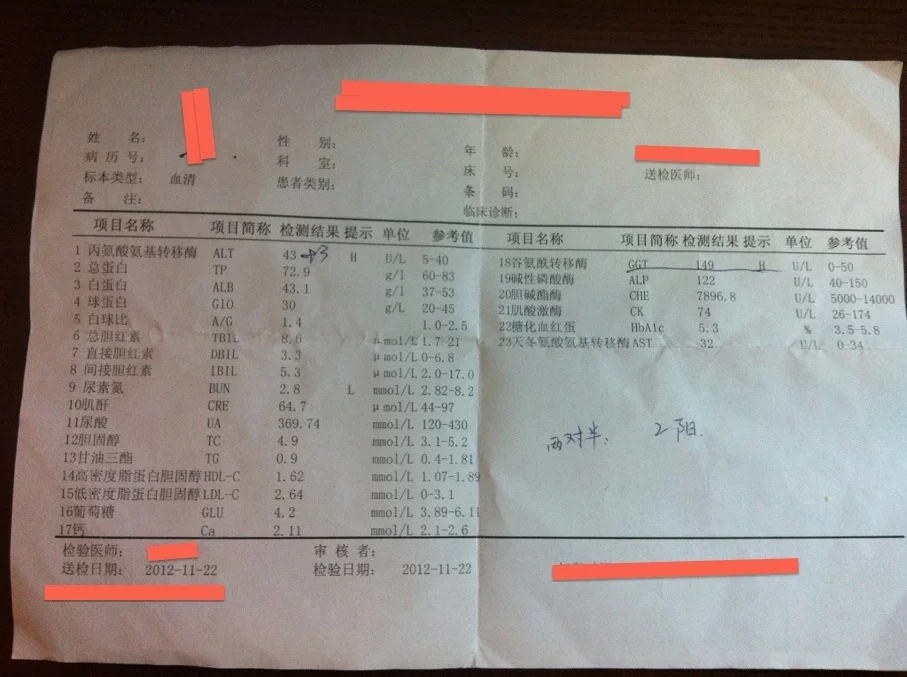 姓 名： 性 别： 年 龄：
病 历 号： 科 室： 床 号： 送检医师：
标本类型： 血清 患者类别： 条 码：
备 注： 临床诊断：
项目名称 项目简称 检测结果 提示 单位 参考值
1 丙氨酸氨基转移酶 ALT 43 H U/L 5-40
2 总蛋白 TP 72.9 g/l 60-83
3 白蛋白 ALB 43.1 g/l 37-53
4 球蛋白 GLO 30 g/L 20-45
5 白球比 A/G 1.4 1.0-2.5
6 总胆红素 TBIL 8.6 μmol/L 1.7-21
7 直接胆红素 DBIL 3.3 μmol/L 0-6.8
8 间接胆红素 IBIL 5.3 μmol/L 2.0-17.0
9 尿素氮 BUN 2.8 L mmol/L 2.82-8.2
10肌酐 CRE 64.7 μmol/L 44-97
11尿酸 UA 369.74 mmol/L 120-430
12胆固醇 TC 4.9 mmol/L 3.1-5.2
13甘油三酯 TG 0.9 mmol/L 0.4-1.81
14高密度脂蛋白胆固醇 HDL-C 1.62 mmol/L 1.07-1.89
15低密度脂蛋白胆固醇 LDL-C 2.64 mmol/L 0-3.1
16葡萄糖 GLU 4.2 mmol/L 3.89-6.11
17钙 Ca 2.11 mmol/L 2.1-2.6
项目名称 项目简称 检测结果 提示 单位 参考值
18谷氨酰转移酶 GGT 149 H U/L 0-50
19碱性磷酸酶 ALP 122 U/L 40-150
20胆碱酯酶 CHE 7896.8 U/L 5000-14000
21肌酸激酶 CK 74 U/L 26-174
22糖化血红蛋 HbA1c 5.3 % 3.5-5.8
23天冬氨酸氨基转移酶 AST 32 U/L 0-34
两对半： 2阳.
检验医师： 审 核 者：
送检日期： 2012-11-22 检验日期： 2012-11-22